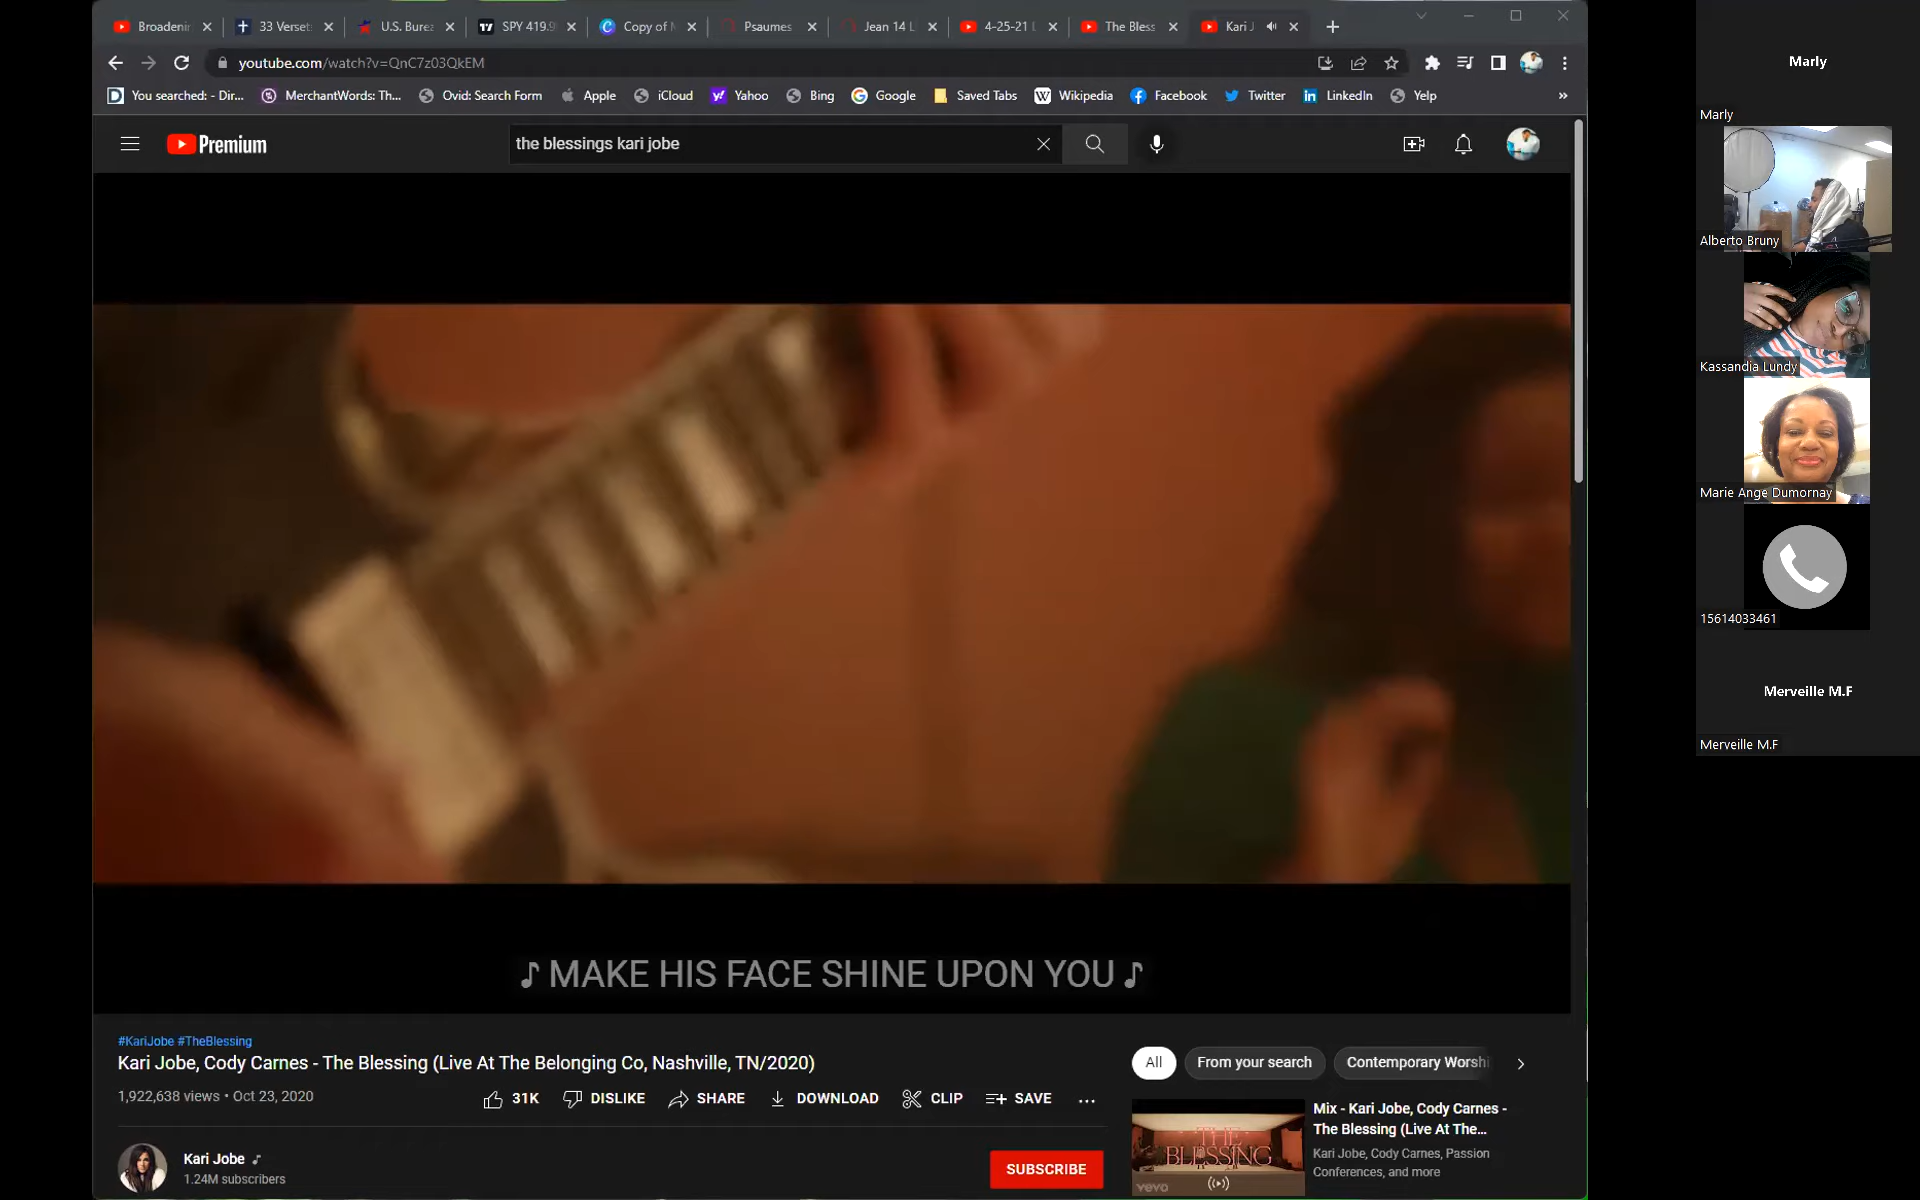 Broadenin
33 Verset
U.S. Burea
SPY 419.9
Copy of M
Psaumes
Jean 14 L
4-25-21
The Bless
Kari J
youtube.com/watch?v=QnC7z03QkEM
You searched: - Dir...
MerchantWords: Th...
Ovid: Search Form
Apple
iCloud
Yahoo
Bing
Google
Saved Tabs
Wikipedia
Facebook
Twitter
LinkedIn
Yelp
»
Premium
the blessings kari jobe
♪ MAKE HIS FACE SHINE UPON YOU ♪
#KariJobe #TheBlessing
Kari Jobe, Cody Carnes - The Blessing (Live At The Belonging Co, Nashville, TN/2020)
1,922,638 views • Oct 23, 2020
31K
DISLIKE
SHARE
DOWNLOAD
CLIP
SAVE
...
Kari Jobe ♪
1.24M subscribers
SUBSCRIBE
All
From your search
Contemporary Worshi
THE
BLESSING
vevo
Mix - Kari Jobe, Cody Carnes -
The Blessing (Live At The...
Kari Jobe, Cody Carnes, Passion
Conferences, and more
Marly
Marly
Alberto Bruny
Kassandia Lundy
Marie Ange Dumornay
15614033461
Merveille M.F
Merveille M.F